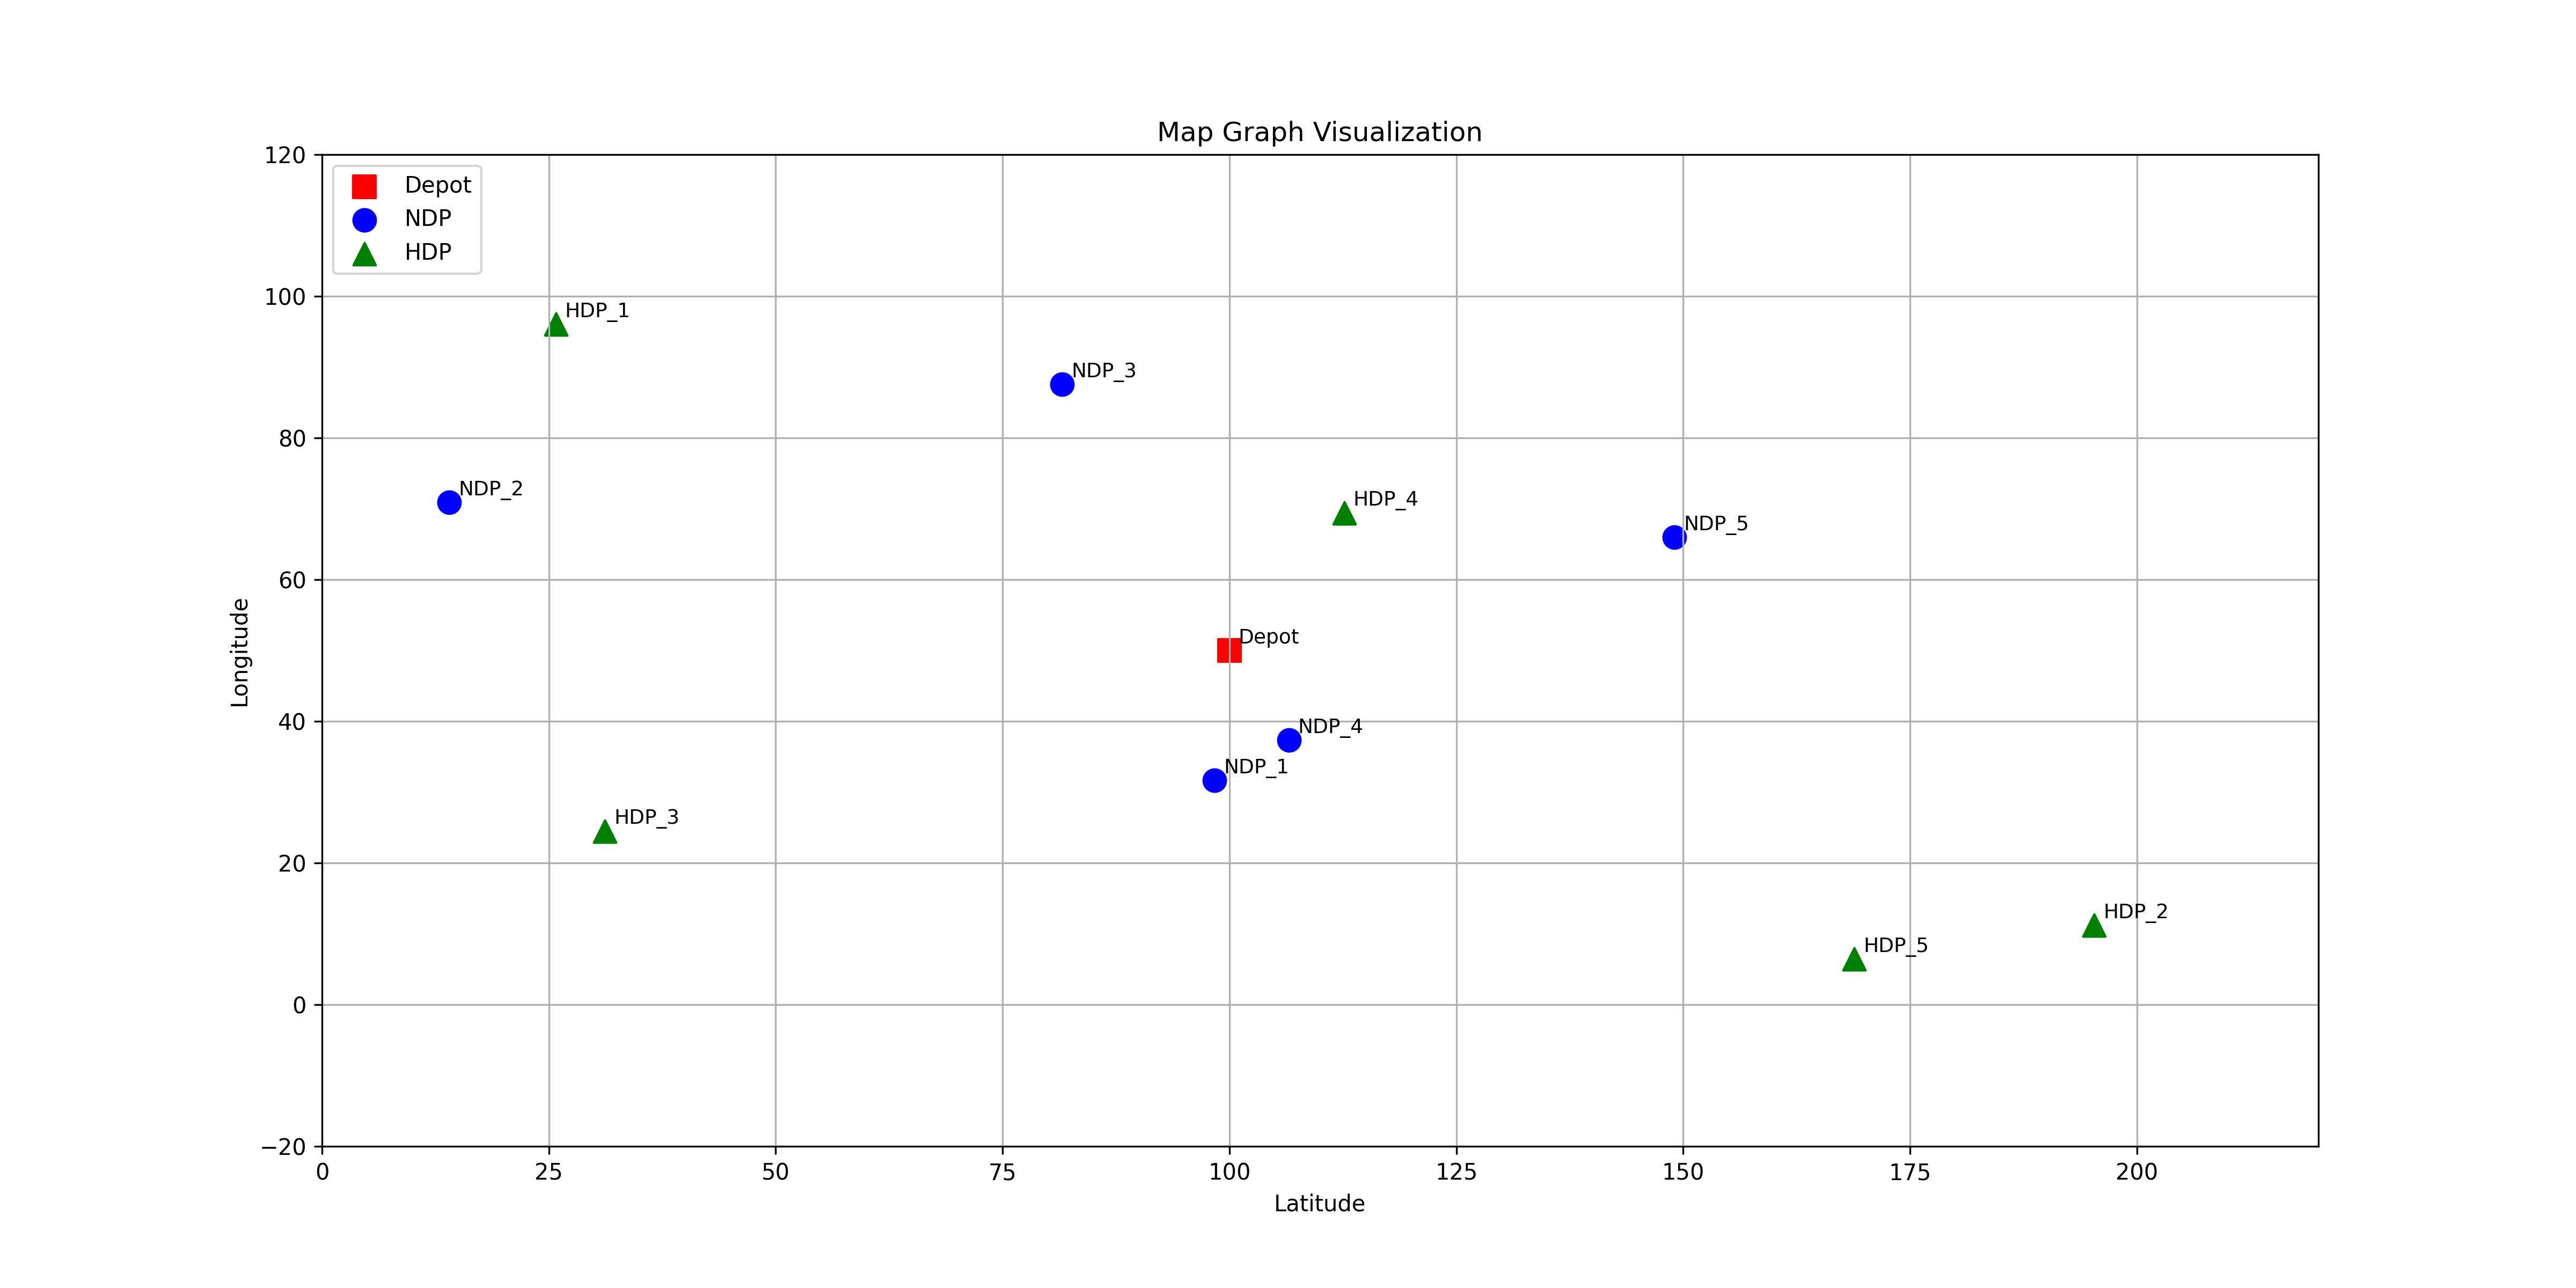 Map Graph Visualization
120
100
80
60
40
20
0
−20
Longitude
Depot
NDP
HDP
HDP_1
NDP_3
NDP_2
HDP_4
NDP_5
Depot
NDP_4
NDP_1
HDP_3
HDP_2
HDP_5
0 25 50 75 100 125 150 175 200
Latitude